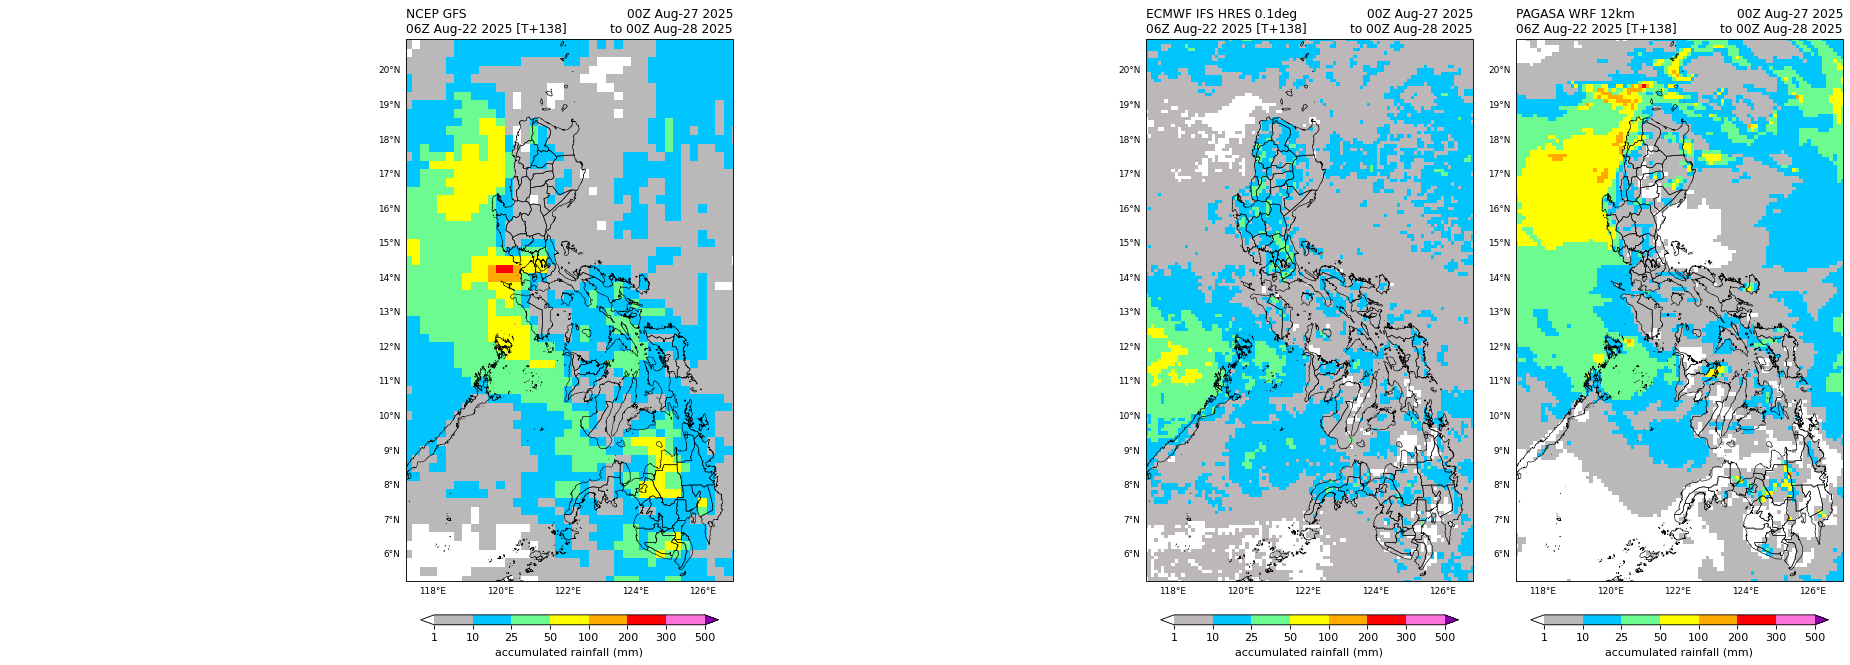 NCEP GFS 00Z Aug-27 2025
06Z Aug-22 2025 [T+138] to 00Z Aug-28 2025
20°N
19°N
18°N
17°N
16°N
15°N
14°N
13°N
12°N
11°N
10°N
9°N
8°N
7°N
6°N
118°E 120°E 122°E 124°E 126°E
1 10 25 50 100 200 300 500
accumulated rainfall (mm)
ECMWF IFS HRES 0.1deg 00Z Aug-27 2025
06Z Aug-22 2025 [T+138] to 00Z Aug-28 2025
20°N
19°N
18°N
17°N
16°N
15°N
14°N
13°N
12°N
11°N
10°N
9°N
8°N
7°N
6°N
118°E 120°E 122°E 124°E 126°E
1 10 25 50 100 200 300 500
accumulated rainfall (mm)
PAGASA WRF 12km 00Z Aug-27 2025
06Z Aug-22 2025 [T+138] to 00Z Aug-28 2025
20°N
19°N
18°N
17°N
16°N
15°N
14°N
13°N
12°N
11°N
10°N
9°N
8°N
7°N
6°N
118°E 120°E 122°E 124°E 126°E
1 10 25 50 100 200 300 500
accumulated rainfall (mm)